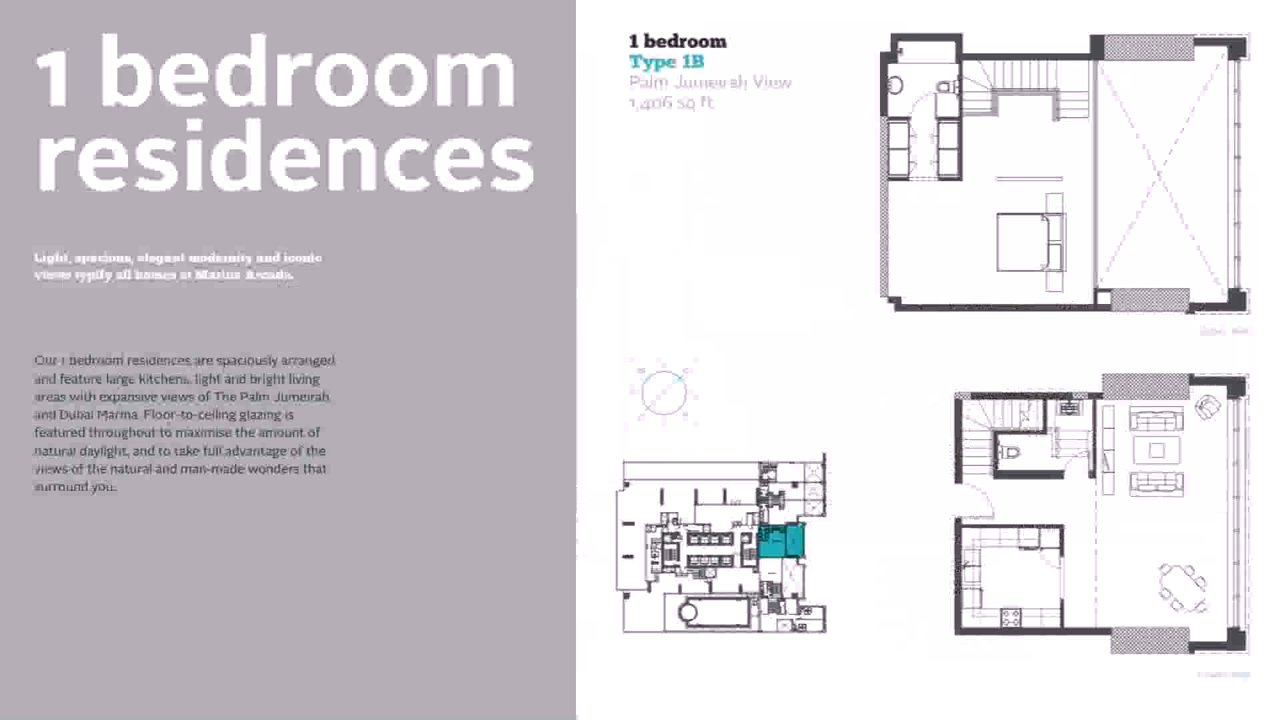 1 bedroom
residences
Light, spacious, elegant modernity and iconic
views typify all homes at Marina Arcade.
Our 1 bedroom residences are spaciously arranged
and feature large kitchens, light and bright living
areas with expansive views of The Palm Jumeirah
and Dubai Marina. Floor-to-ceiling glazing is
featured throughout to maximise the amount of
natural daylight, and to take full advantage of the
views of the natural and man-made wonders that
surround you.
1 bedroom
Type 1B
Palm Jumeirah View
1,406 sq ft